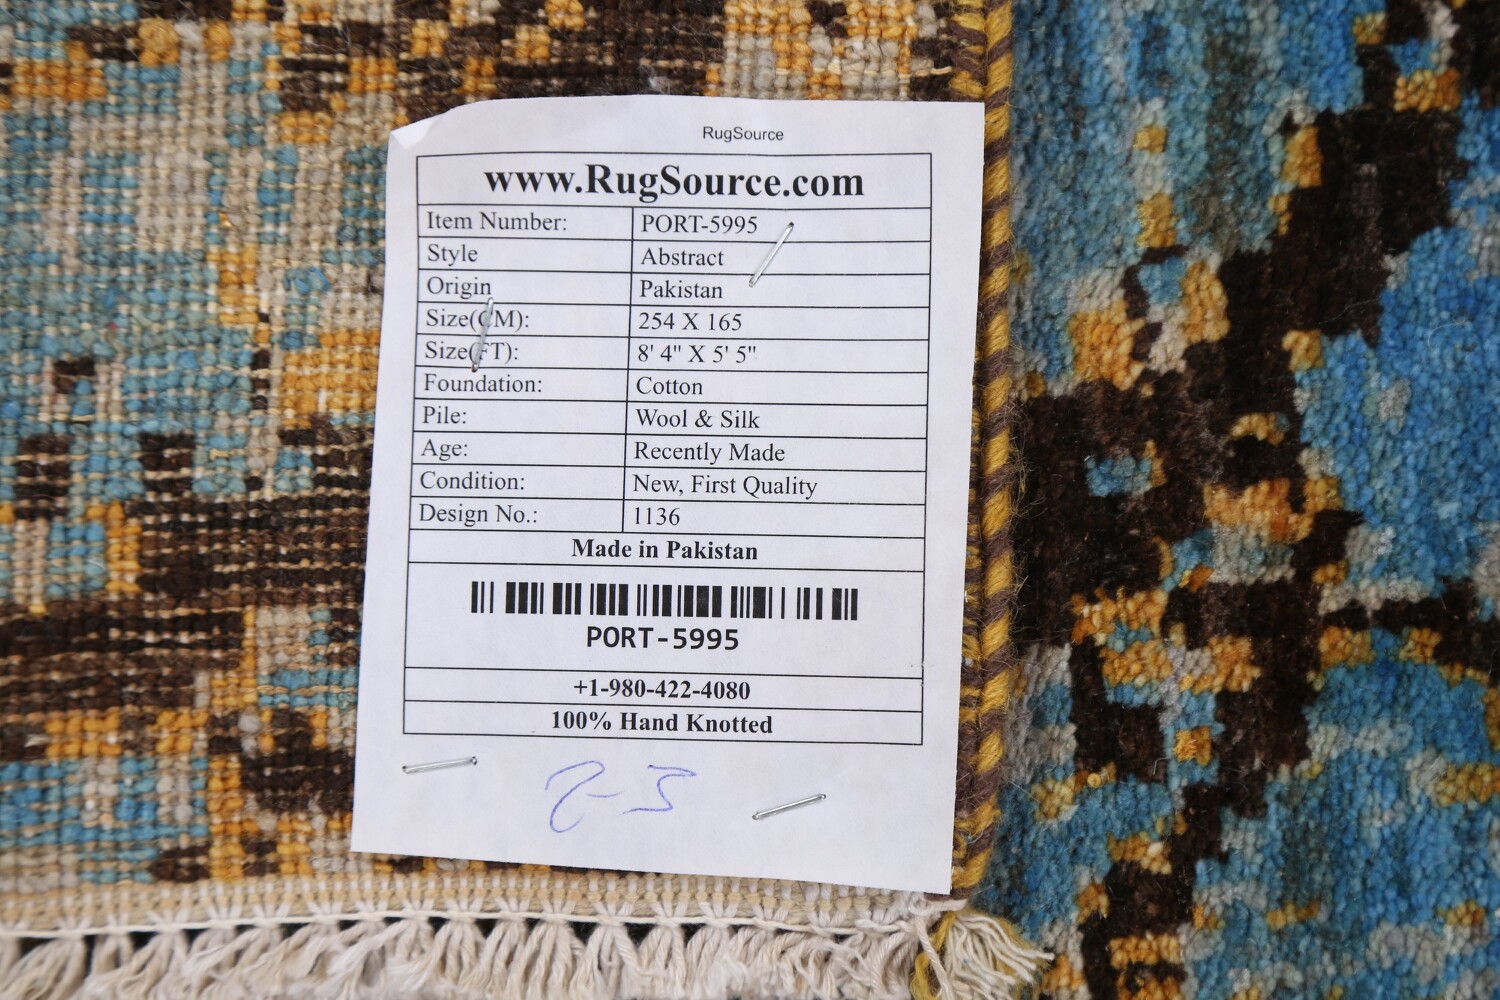 RugSource
www.RugSource.com
Item Number: PORT-5995
Style Abstract
Origin Pakistan
Size(CM): 254 X 165
Size(FT): 8' 4" X 5' 5"
Foundation: Cotton
Pile: Wool & Silk
Age: Recently Made
Condition: New, First Quality
Design No.: 1136
Made in Pakistan
PORT-5995
+1-980-422-4080
100% Hand Knotted